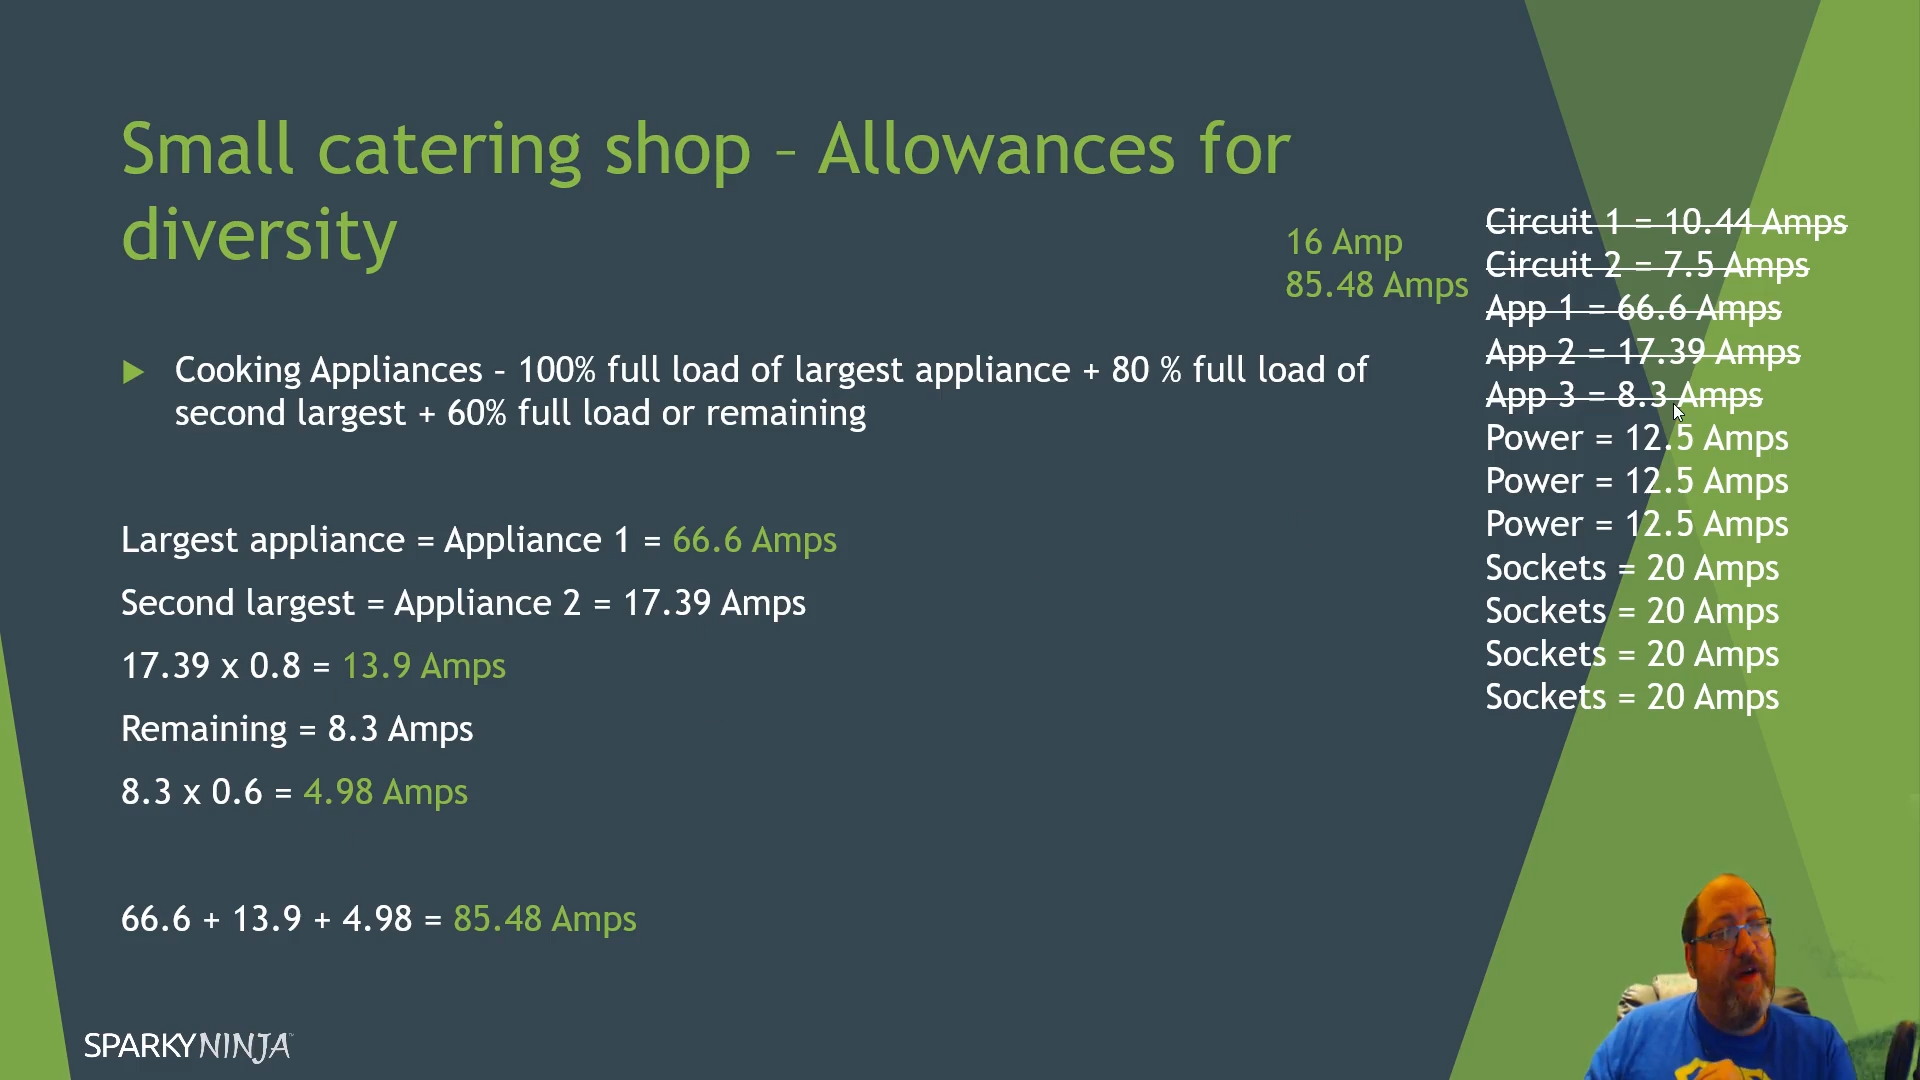 Small catering shop – Allowances for
diversity
16 Amp
85.48 Amps
Circuit 1 = 10.44 Amps
Circuit 2 = 7.5 Amps
App 1 = 66.6 Amps
App 2 = 17.39 Amps
App 3 = 8.3 Amps
Power = 12.5 Amps
Power = 12.5 Amps
Power = 12.5 Amps
Sockets = 20 Amps
Sockets = 20 Amps
Sockets = 20 Amps
Sockets = 20 Amps
Cooking Appliances – 100% full load of largest appliance + 80 % full load of
second largest + 60% full load or remaining
Largest appliance = Appliance 1 = 66.6 Amps
Second largest = Appliance 2 = 17.39 Amps
17.39 x 0.8 = 13.9 Amps
Remaining = 8.3 Amps
8.3 x 0.6 = 4.98 Amps
66.6 + 13.9 + 4.98 = 85.48 Amps
SPARKYNINJA